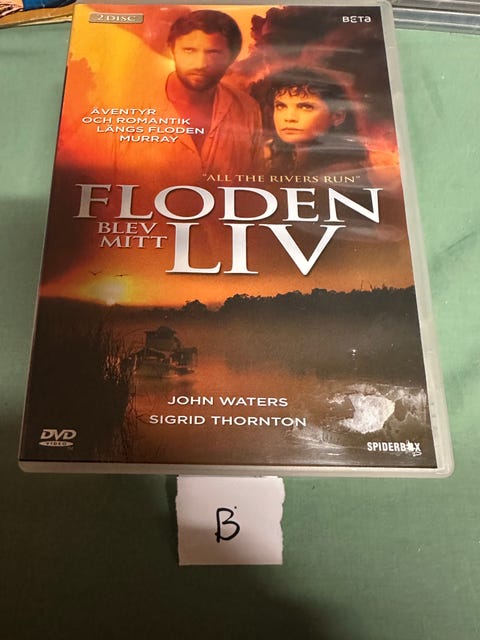 2 DISC
BETA
ÄVENTYR
OCH ROMANTIK
LÄNGS FLODEN
MURRAY
"ALL THE RIVERS RUN"
FLODEN
BLEV
MITT
LIV
JOHN WATERS
SIGRID THORNTON
DVD
VIDEO
SPIDERBOX
B